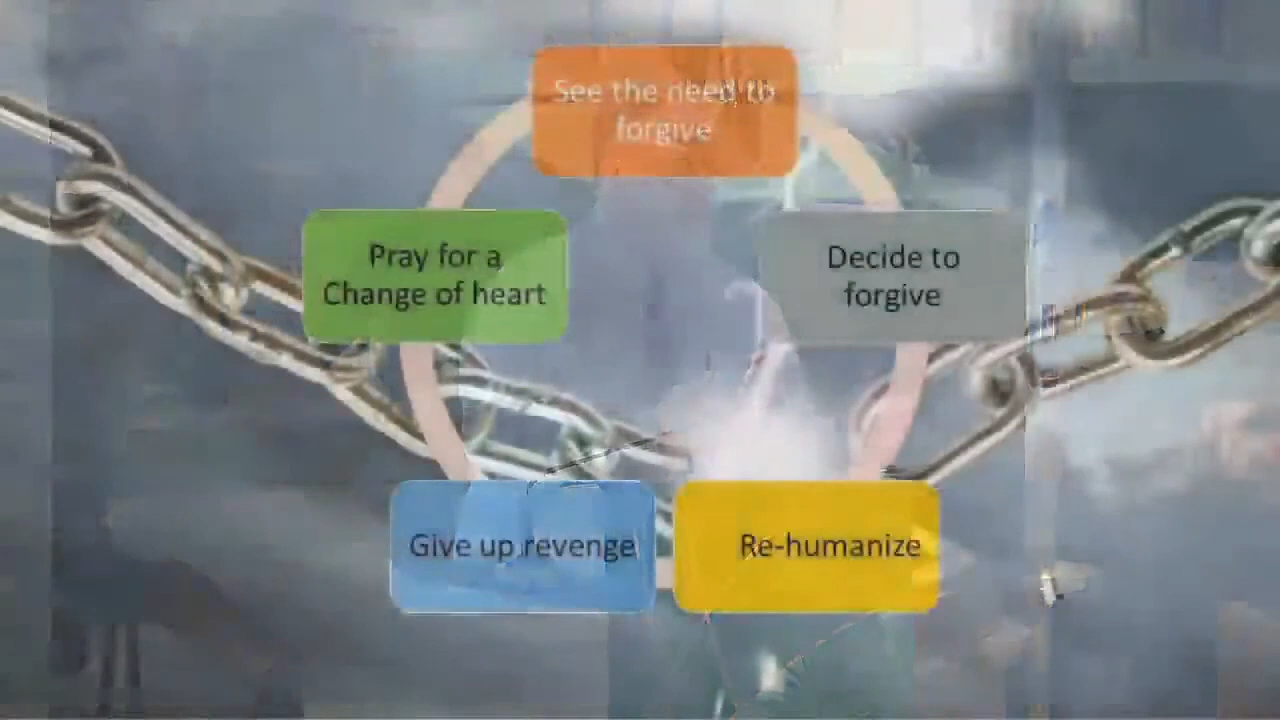 See the need to
forgive
Decide to
forgive
Re-humanize
Give up revenge
Pray for a
Change of heart